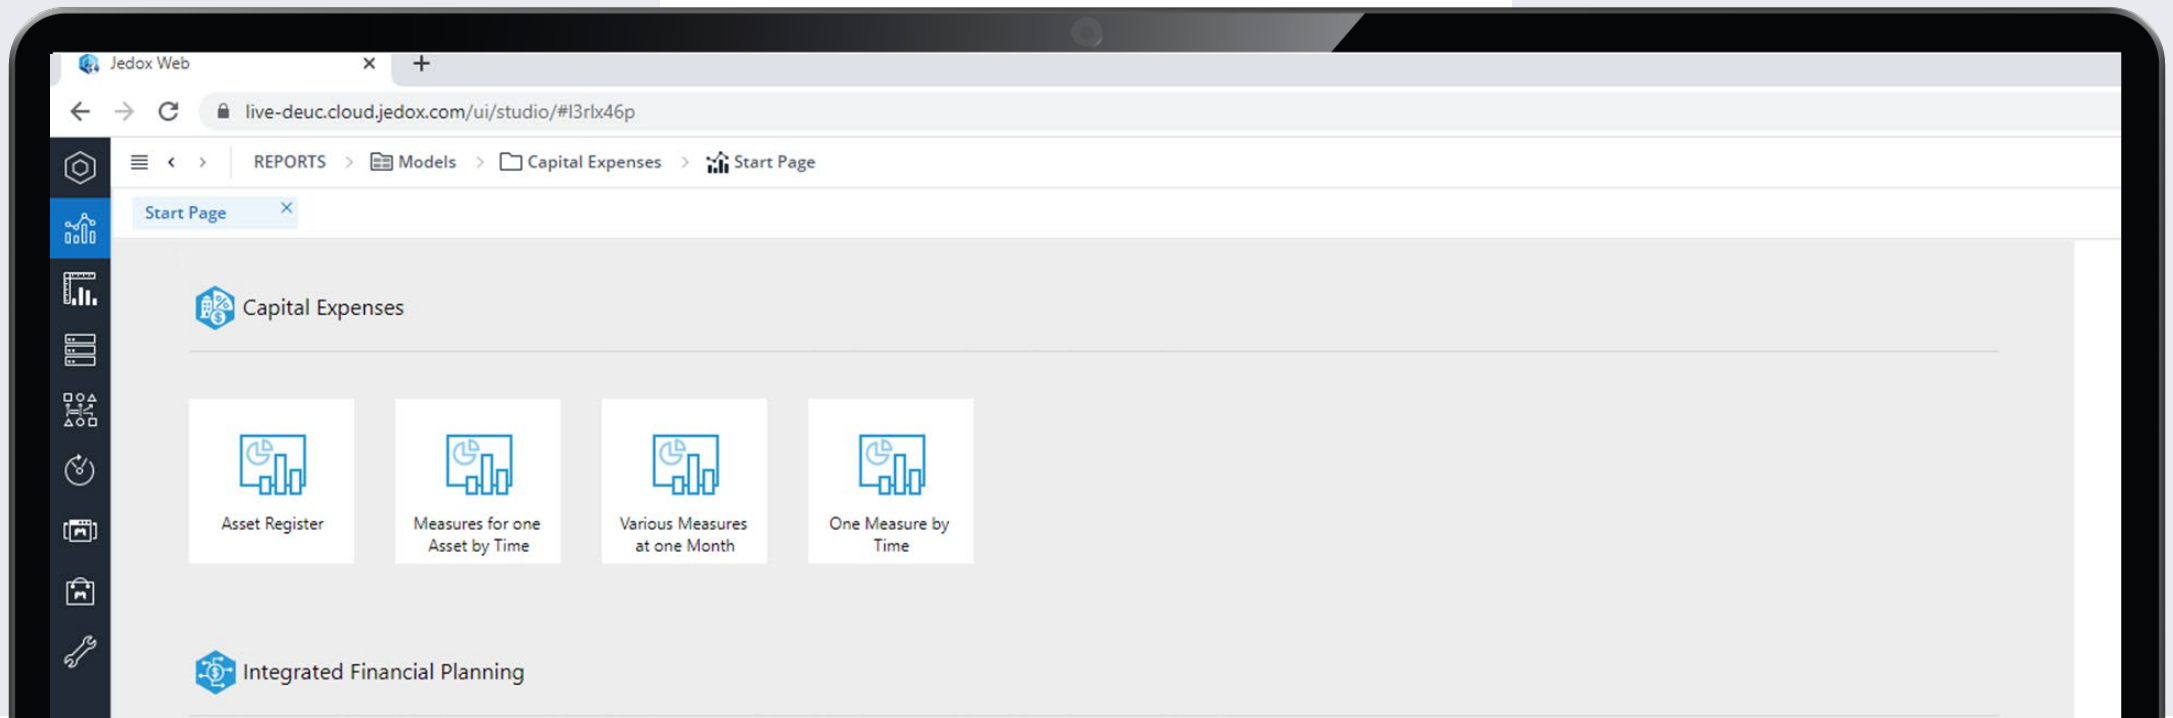 Jedox Web
live-deuc.cloud.jedox.com/ui/studio/#l3rlx46p
REPORTS > Models > Capital Expenses > Start Page
Start Page
Capital Expenses
Asset Register
Measures for one
Asset by Time
Various Measures
at one Month
One Measure by
Time
Integrated Financial Planning